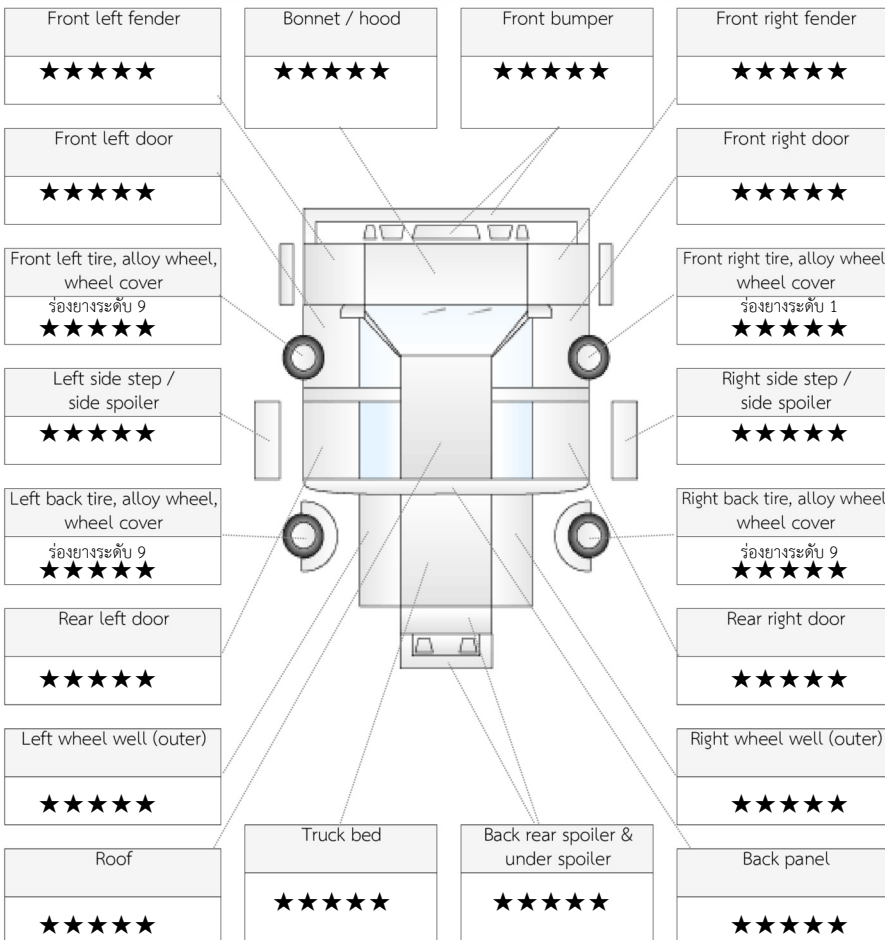 Front left fender
★★★★★
Bonnet / hood
★★★★★
Front bumper
★★★★★
Front right fender
★★★★★
Front left door
★★★★★
Front right door
★★★★★
Front left tire, alloy wheel,
wheel cover
ร่องยางระดับ 9
★★★★★
Front right tire, alloy wheel
wheel cover
ร่องยางระดับ 1
★★★★★
Left side step /
side spoiler
★★★★★
Right side step /
side spoiler
★★★★★
Left back tire, alloy wheel,
wheel cover
ร่องยางระดับ 9
★★★★★
Right back tire, alloy wheel
wheel cover
ร่องยางระดับ 9
★★★★★
Rear left door
★★★★★
Rear right door
★★★★★
Left wheel well (outer)
★★★★★
Right wheel well (outer)
★★★★★
Roof
★★★★★
Truck bed
★★★★★
Back rear spoiler &
under spoiler
★★★★★
Back panel
★★★★★